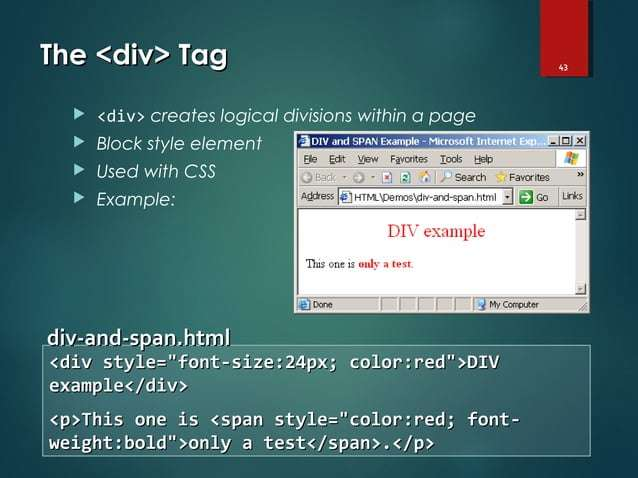 The <div> Tag
43
<div> creates logical divisions within a page
Block style element
Used with CSS
Example:
DIV and SPAN Example - Microsoft Internet Exp...
File Edit View Favorites Tools Help
Back Search Favorites »
Address HTML\Demos\div-and-span.html Go Links
DIV example
This one is only a test.
Done My Computer
div-and-span.html
<div style="font-size:24px; color:red">DIV
example</div>
<p>This one is <span style="color:red; font-
weight:bold">only a test</span>.</p>